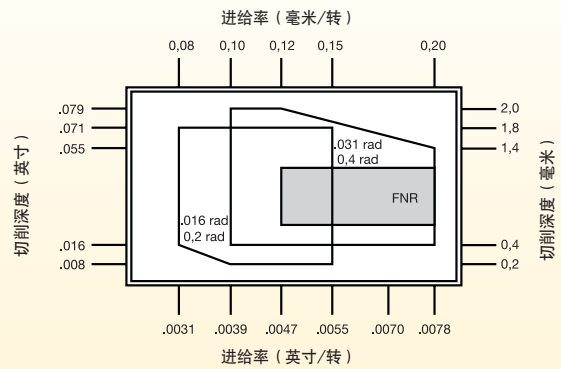 进给率（毫米/转）
0,08 0,10 0,12 0,15 0,20
.079
.071
.055
.016
.008
切削深度（英寸）
.031 rad
0,4 rad
FNR
.016 rad
0,2 rad
2,0
1,8
1,4
0,4
0,2
切削深度（毫米）
.0031 .0039 .0047 .0055 .0070 .0078
进给率（英寸/转）